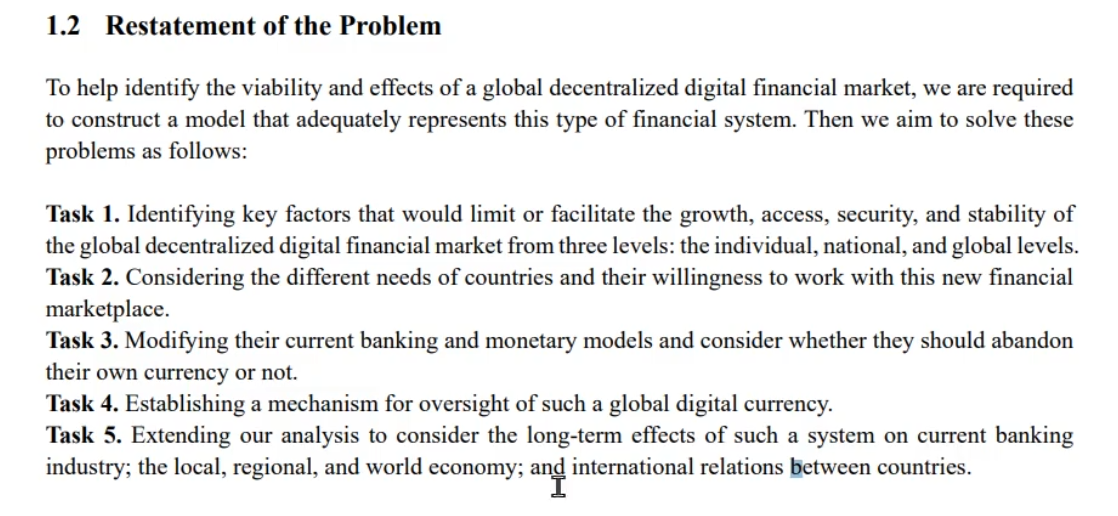 1.2 Restatement of the Problem
To help identify the viability and effects of a global decentralized digital financial market, we are required
to construct a model that adequately represents this type of financial system. Then we aim to solve these
problems as follows:
Task 1. Identifying key factors that would limit or facilitate the growth, access, security, and stability of
the global decentralized digital financial market from three levels: the individual, national, and global levels.
Task 2. Considering the different needs of countries and their willingness to work with this new financial
marketplace.
Task 3. Modifying their current banking and monetary models and consider whether they should abandon
their own currency or not.
Task 4. Establishing a mechanism for oversight of such a global digital currency.
Task 5. Extending our analysis to consider the long-term effects of such a system on current banking
industry; the local, regional, and world economy; and international relations between countries.